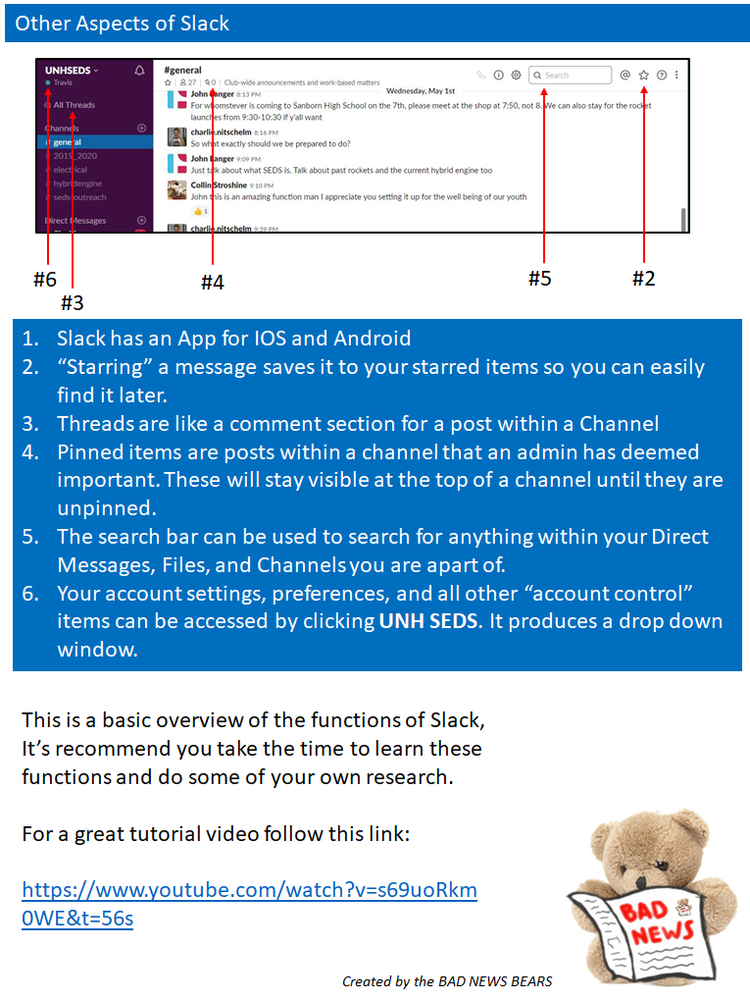 Other Aspects of Slack
UNHSEDS
Travis
All Threads
Channels
# general
# 2019_2020
# electrical
# hybridengine
# seds-outreach
Direct Messages
#general
27 | 0 | Club-wide announcements and work-based matters
Search
Wednesday, May 1st
John Langer 8:13 PM
For whomstever is coming to Sanborn High School on the 7th, please meet at the shop at 7:50, not 8. We can also stay for the rocket
launches from 9:30-10:30 if y'all want
charlie.nitschelm 8:16 PM
So what exactly should we be prepared to do?
John Langer 9:09 PM
Just talk about what SEDS is. Talk about past rockets and the current hybrid engine too
Collin Stroshine 9:10 PM
John this is an amazing function man I appreciate you setting it up for the well being of our youth
1
charlie.nitschelm 9:39 PM
#6
#3
#4
#5
#2
1. Slack has an App for IOS and Android
2. “Starring” a message saves it to your starred items so you can easily
find it later.
3. Threads are like a comment section for a post within a Channel
4. Pinned items are posts within a channel that an admin has deemed
important. These will stay visible at the top of a channel until they are
unpinned.
5. The search bar can be used to search for anything within your Direct
Messages, Files, and Channels you are apart of.
6. Your account settings, preferences, and all other “account control”
items can be accessed by clicking UNH SEDS. It produces a drop down
window.
This is a basic overview of the functions of Slack,
It’s recommend you take the time to learn these
functions and do some of your own research.
For a great tutorial video follow this link:
https://www.youtube.com/watch?v=s69uoRkm
0WE&t=56s
BAD
NEWS
Created by the BAD NEWS BEARS